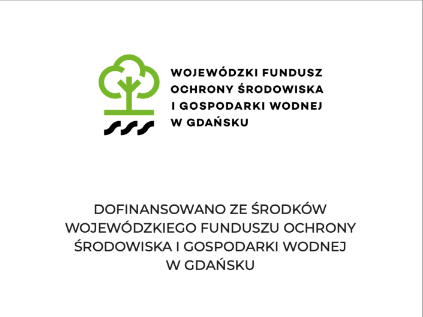 WOJEWÓDZKI FUNDUSZ
OCHRONY ŚRODOWISKA
I GOSPODARKI WODNEJ
W GDAŃSKU
DOFINANSOWANO ZE ŚRODKÓW
WOJEWÓDZKIEGO FUNDUSZU OCHRONY
ŚRODOWISKA I GOSPODARKI WODNEJ
W GDAŃSKU